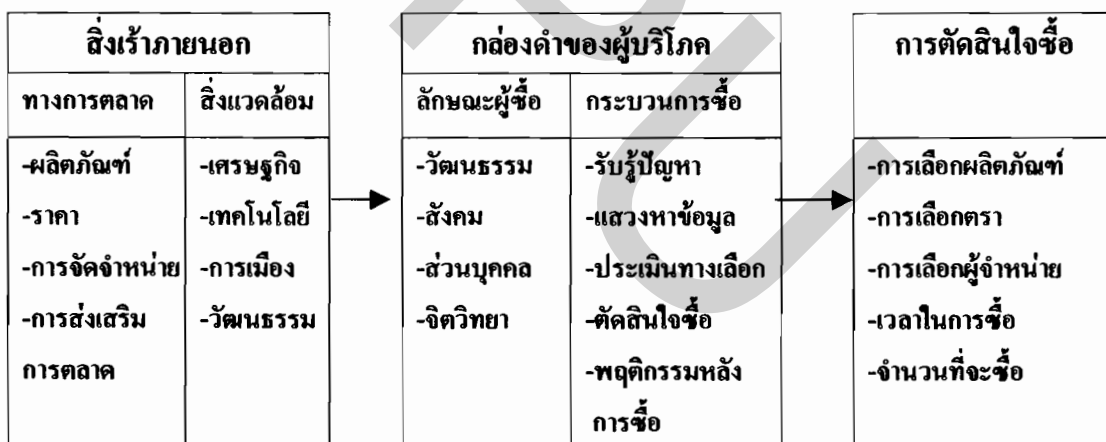 สิ่งเร้าภายนอก
ทางการตลาด
-ผลิตภัณฑ์
-ราคา
-การจัดจำหน่าย
-การส่งเสริม
การตลาด
สิ่งแวดล้อม
-เศรษฐกิจ
-เทคโนโลยี
-การเมือง
-วัฒนธรรม
กล่องดำของผู้บริโภค
ลักษณะผู้ซื้อ
-วัฒนธรรม
-สังคม
-ส่วนบุคคล
-จิตวิทยา
กระบวนการซื้อ
-รับรู้ปัญหา
-แสวงหาข้อมูล
-ประเมินทางเลือก
-ตัดสินใจซื้อ
-พฤติกรรมหลัง
การซื้อ
การตัดสินใจซื้อ
-การเลือกผลิตภัณฑ์
-การเลือกตรา
-การเลือกผู้จำหน่าย
-เวลาในการซื้อ
-จำนวนที่จะซื้อ